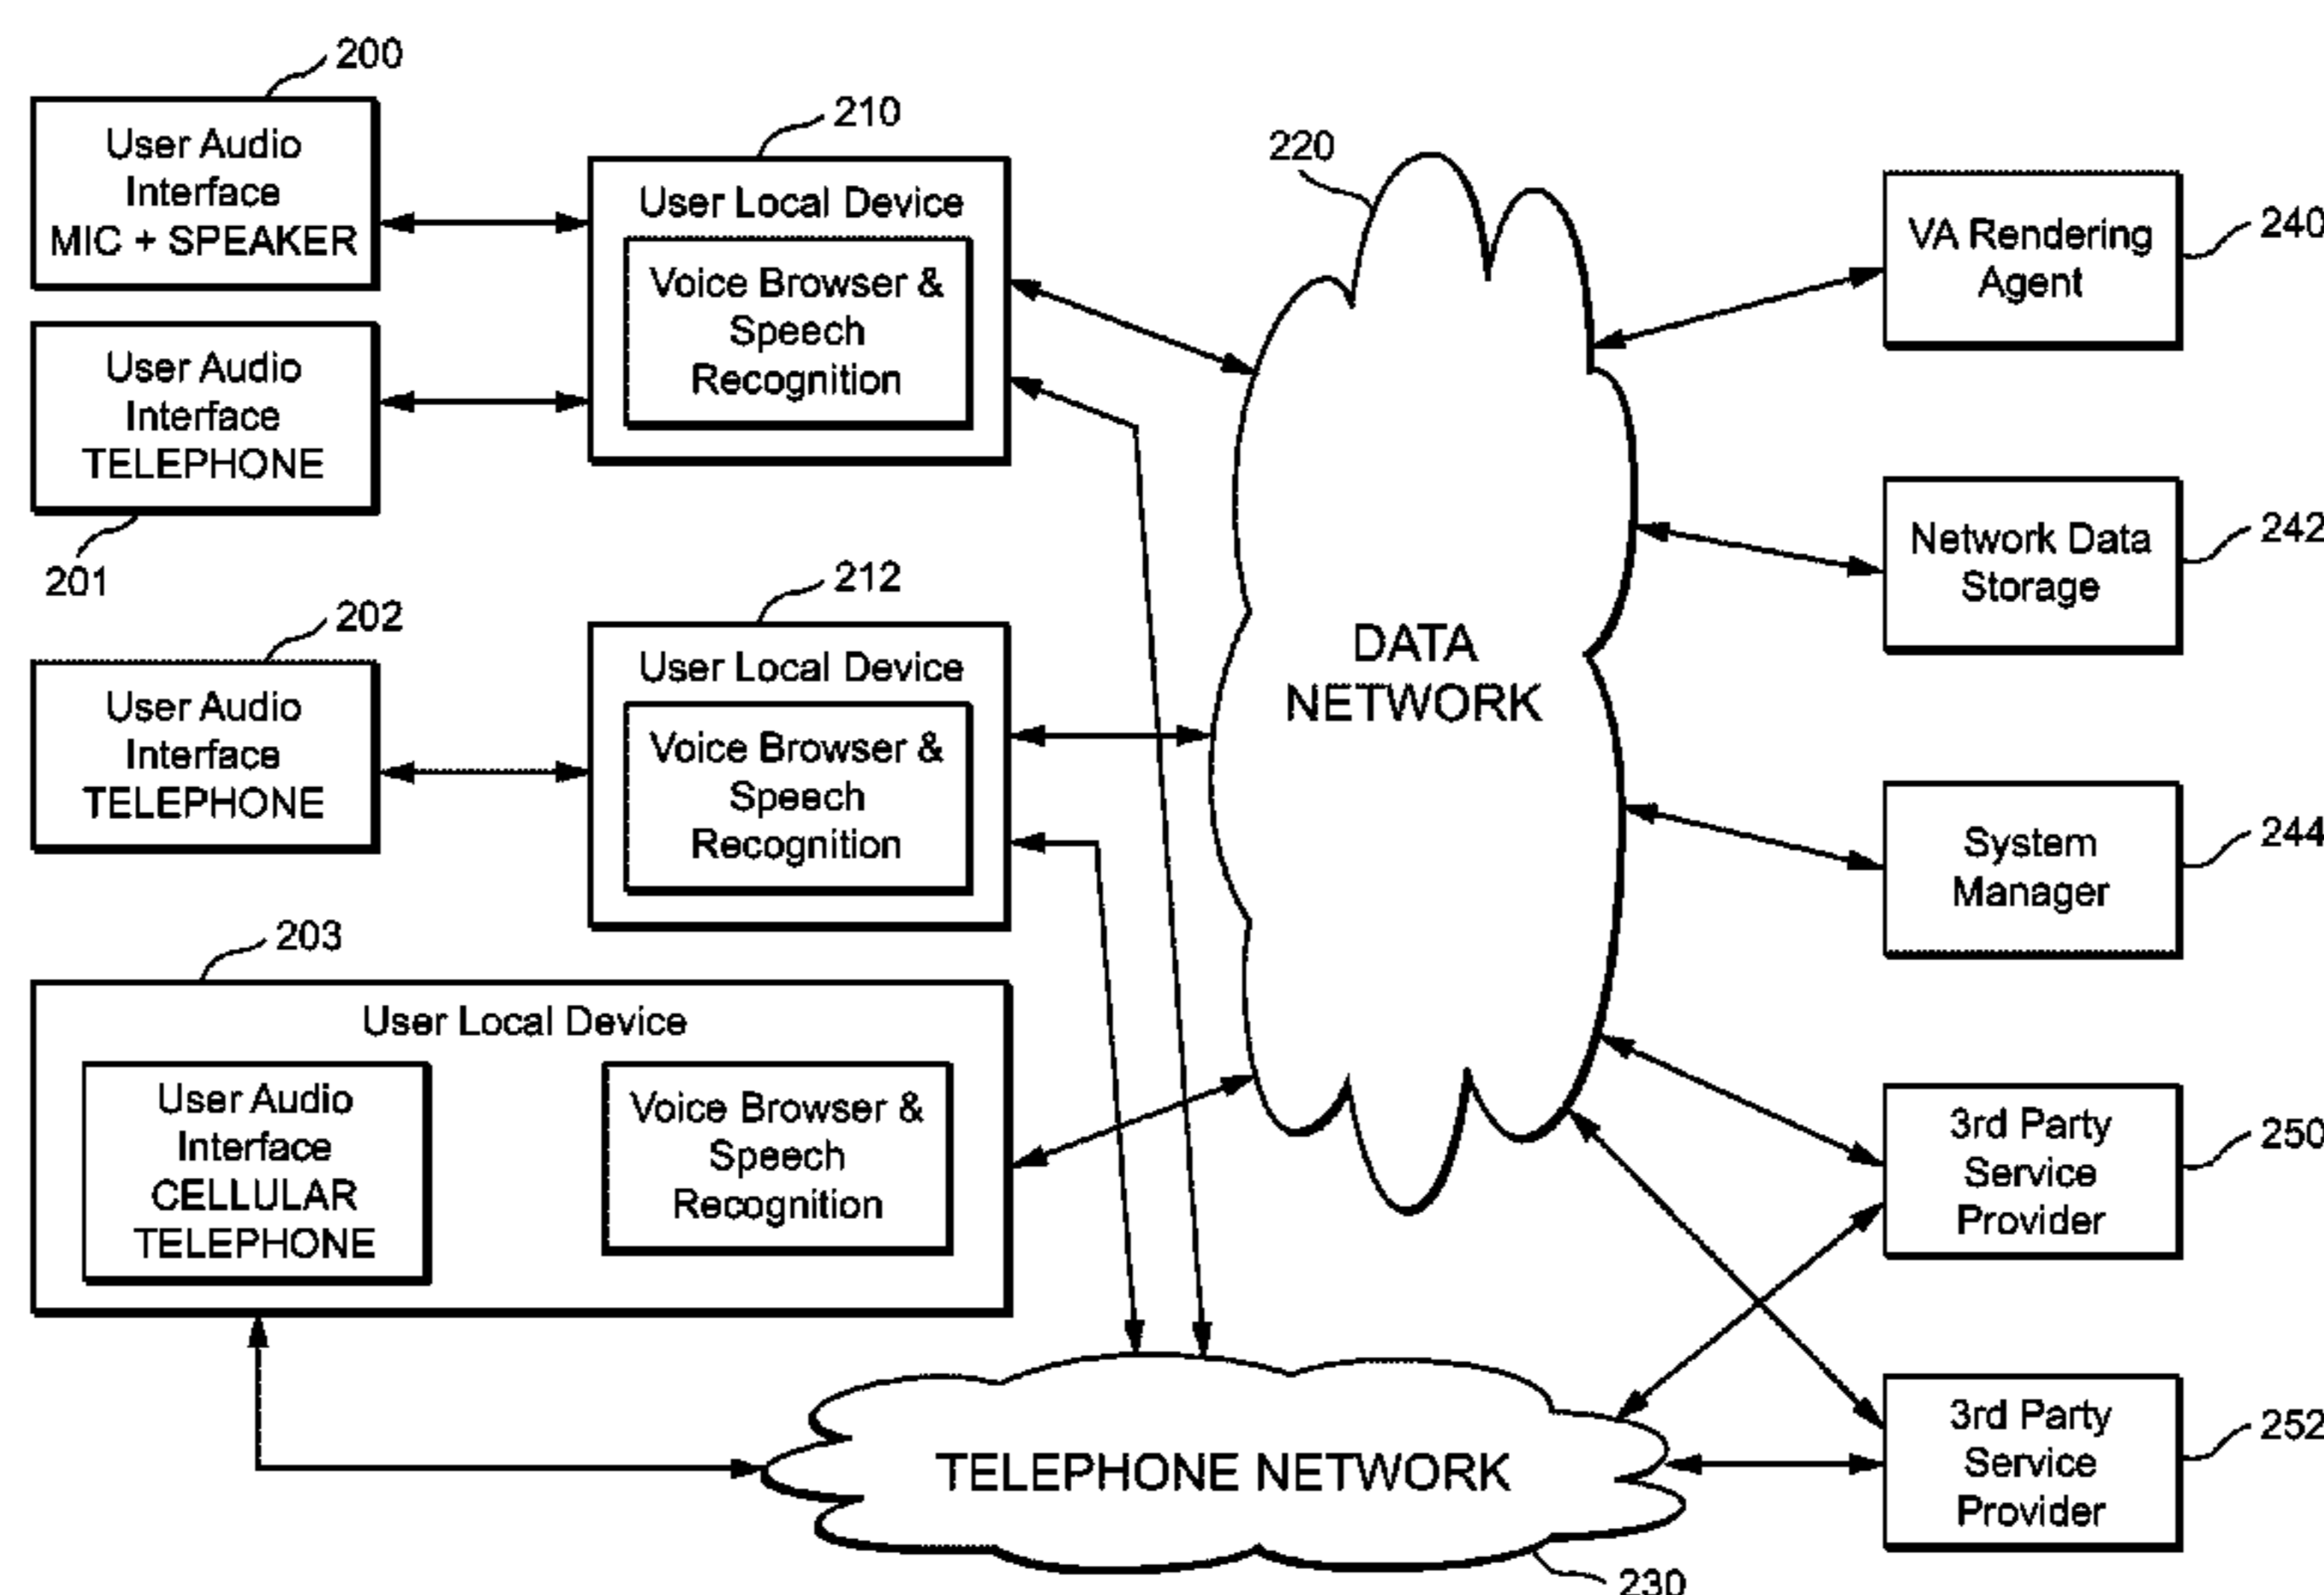 200
User Audio
Interface
MIC + SPEAKER
User Audio
Interface
TELEPHONE
201
210
User Local Device
Voice Browser &
Speech
Recognition
202
User Audio
Interface
TELEPHONE
212
User Local Device
Voice Browser &
Speech
Recognition
203
User Local Device
User Audio
Interface
CELLULAR
TELEPHONE
Voice Browser &
Speech
Recognition
220
DATA
NETWORK
TELEPHONE NETWORK
230
VA Rendering
Agent
240
Network Data
Storage
242
System
Manager
244
3rd Party
Service
Provider
250
3rd Party
Service
Provider
252